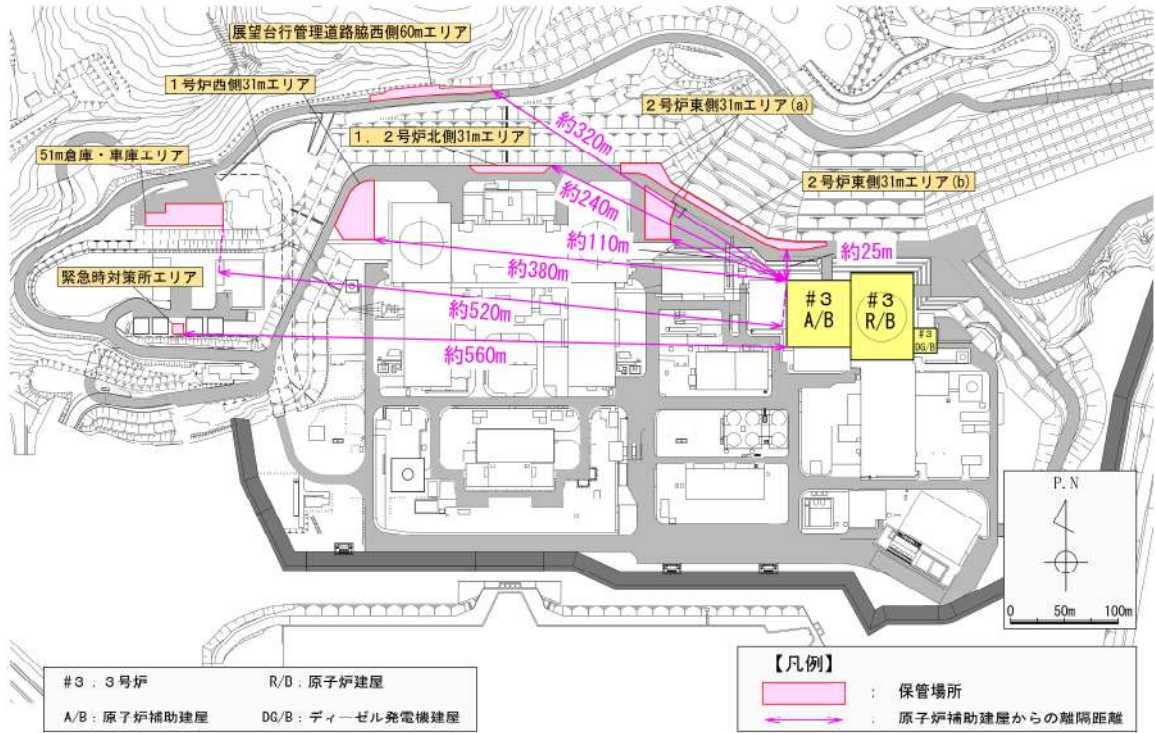 展望台行管理道路脇西側60mエリア
1号炉西側31mエリア
2号炉東側31mエリア(a)
1．2号炉北側31mエリア
51m倉庫・車庫エリア
2号炉東側31mエリア(b)
緊急時対策所エリア
約320m
約240m
約110m
約25m
約380m
約520m
約560m
#3
A/B
#3
R/B
#3
DG/B
P.N
0 50m 100m
#3．3号炉
R/D．原子炉建屋
A/B：原子炉補助建屋
DG/B：ディーゼル発電機建屋
【凡例】
： 保管場所
： 原子炉補助建屋からの離隔距離